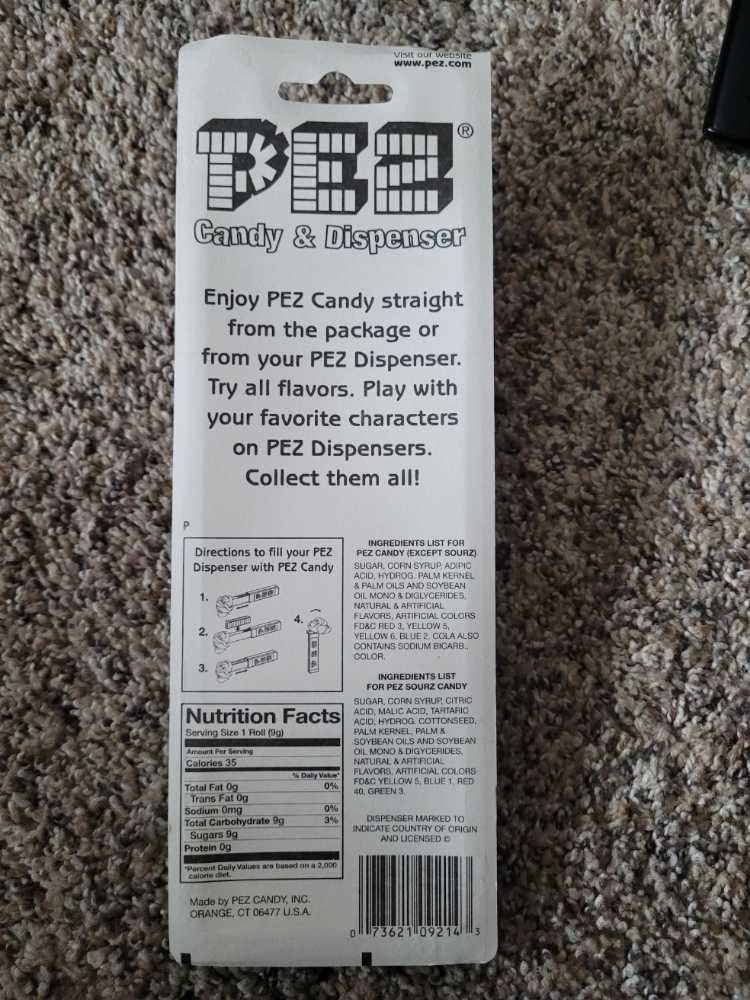 Visit our website
www.pez.com
PEZ®
Candy & Dispenser
Enjoy PEZ Candy straight
from the package or
from your PEZ Dispenser.
Try all flavors. Play with
your favorite characters
on PEZ Dispensers.
Collect them all!
P
Directions to fill your PEZ
Dispenser with PEZ Candy
1.
2.
3.
4.
INGREDIENTS LIST FOR
PEZ CANDY (EXCEPT SOURZ)
SUGAR, CORN SYRUP, ADIPIC
ACID, HYDROG. PALM KERNEL
& PALM OILS AND SOYBEAN
OIL MONO & DIGLYCERIDES,
NATURAL & ARTIFICIAL
FLAVORS, ARTIFICIAL COLORS
FD&C RED 3, YELLOW 5,
YELLOW 6, BLUE 2. COLA ALSO
CONTAINS SODIUM BICARB.,
COLOR.
INGREDIENTS LIST
FOR PEZ SOURZ CANDY
SUGAR, CORN SYRUP, CITRIC
ACID, MALIC ACID, TARTARIC
ACID, HYDROG. COTTONSEED,
PALM KERNEL, PALM &
SOYBEAN OILS AND SOYBEAN
OIL MONO & DIGYCERIDES,
NATURAL & ARTIFICIAL
FLAVORS, ARTIFICIAL COLORS
FD&C YELLOW 5, BLUE 1, RED
40, GREEN 3.
Nutrition Facts
Serving Size 1 Roll (9g)
Amount Per Serving
Calories 35
% Daily Value*
Total Fat 0g 0%
Trans Fat 0g
Sodium 0mg 0%
Total Carbohydrate 9g 3%
Sugars 9g
Protein 0g
*Percent Daily Values are based on a 2,000
calorie diet.
DISPENSER MARKED TO
INDICATE COUNTRY OF ORIGIN
AND LICENSED ©
Made by PEZ CANDY, INC.
ORANGE, CT 06477 U.S.A.
0 73621 09214 3